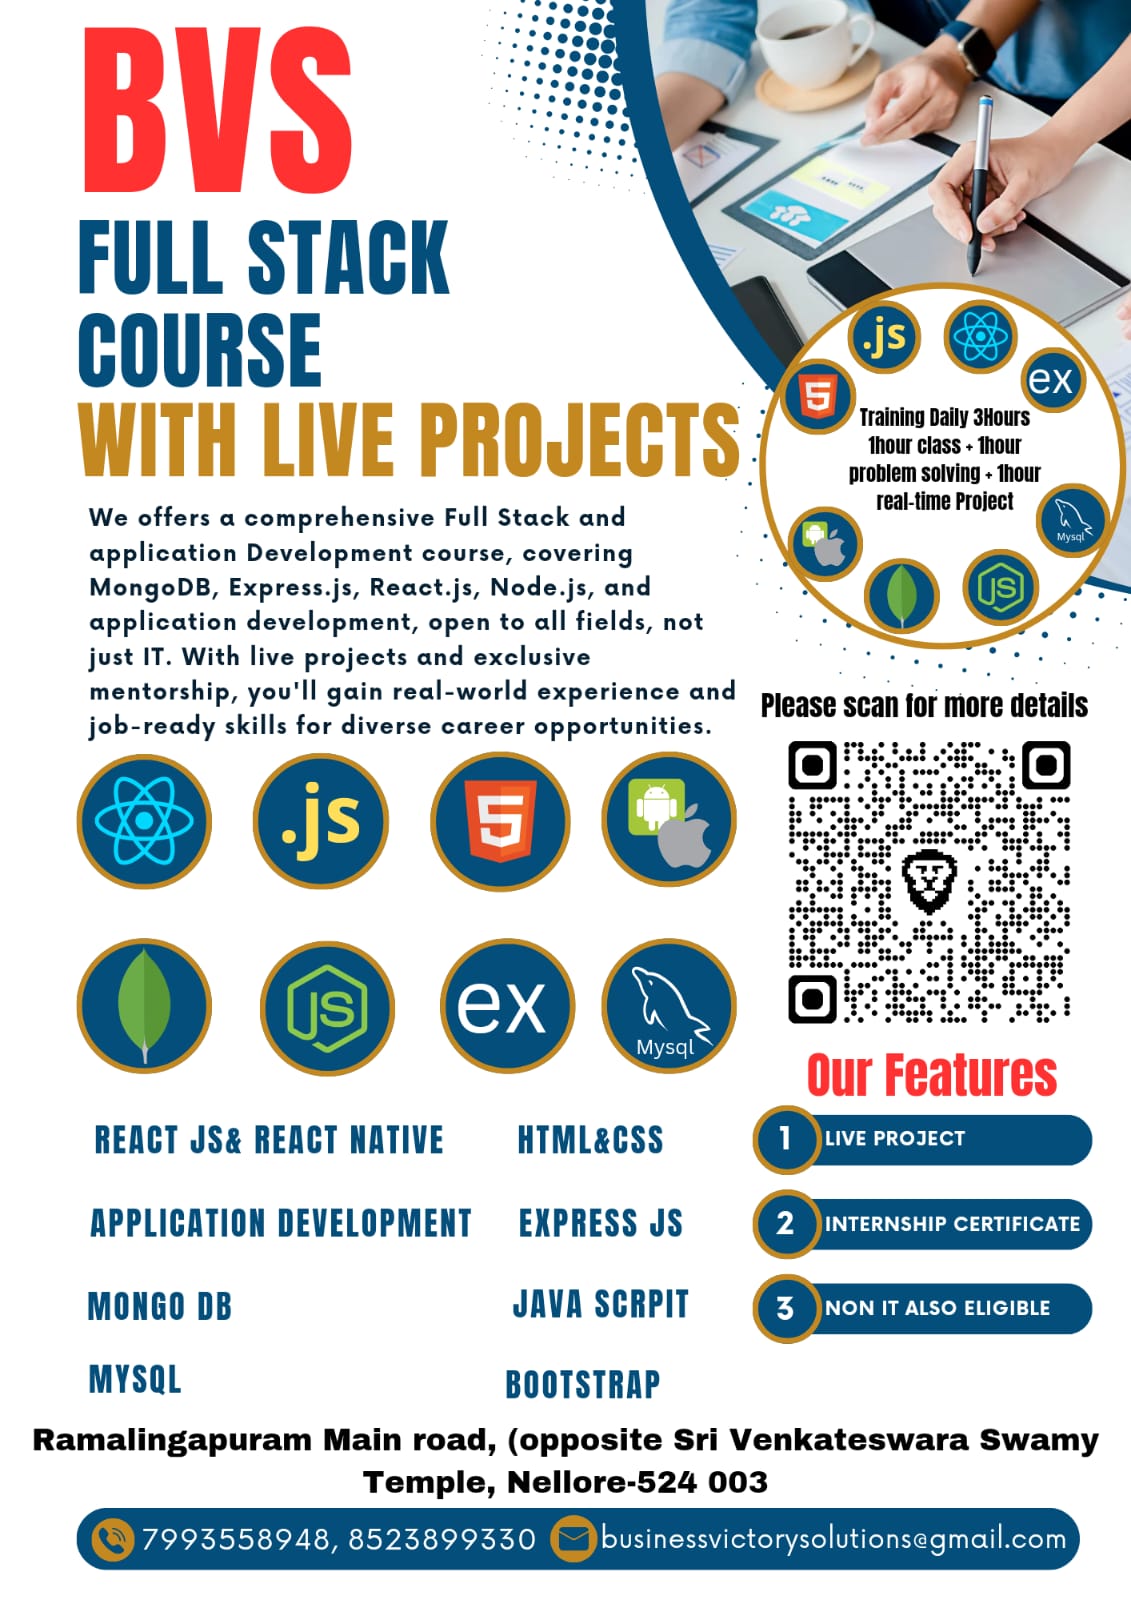 BVS
FULL STACK
COURSE
WITH LIVE PROJECTS
We offers a comprehensive Full Stack and
application Development course, covering
MongoDB, Express.js, React.js, Node.js, and
application development, open to all fields, not
just IT. With live projects and exclusive
mentorship, you'll gain real-world experience and
job-ready skills for diverse career opportunities.
.js
5
ex
Training Daily 3Hours
1hour class + 1hour
problem solving + 1hour
real-time Project
Mysql
JS
Please scan for more details
.js
5
JS
ex
Mysql
REACT JS& REACT NATIVE
HTML&CSS
APPLICATION DEVELOPMENT
EXPRESS JS
MONGO DB
JAVA SCRPIT
MYSQL
BOOTSTRAP
Our Features
1 LIVE PROJECT
2 INTERNSHIP CERTIFICATE
3 NON IT ALSO ELIGIBLE
Ramalingapuram Main road, (opposite Sri Venkateswara Swamy
Temple, Nellore-524 003
7993558948, 8523899330 businessvictorysolutions@gmail.com